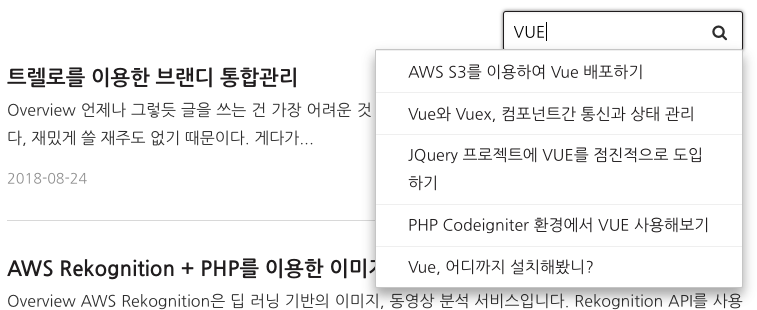 VUE
AWS S3를 이용하여 Vue 배포하기
Vue와 Vuex, 컴포넌트간 통신과 상태 관리
JQuery 프로젝트에 VUE를 점진적으로 도입
하기
PHP Codeigniter 환경에서 VUE 사용해보기
Vue, 어디까지 설치해봤니?
트렐로를 이용한 브랜디 통합관리
Overview 언제나 그렇듯 글을 쓰는 건 가장 어려운 것
다, 재밌게 쓸 재주도 없기 때문이다. 게다가...
2018-08-24
AWS Rekognition + PHP를 이용한 이미
Overview AWS Rekognition은 딥 러닝 기반의 이미지, 동영상 분석 서비스입니다. Rekognition API를 사용